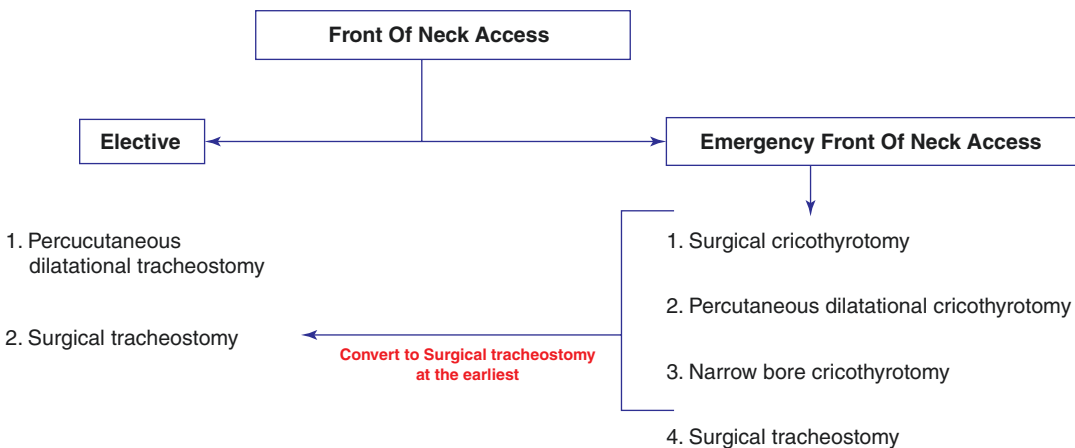 Front Of Neck Access
Elective
Emergency Front Of Neck Access
1. Percucutaneous
dilatational tracheostomy
2. Surgical tracheostomy
Convert to Surgical tracheostomy
at the earliest
1. Surgical cricothyrotomy
2. Percutaneous dilatational cricothyrotomy
3. Narrow bore cricothyrotomy
4. Surgical tracheostomy